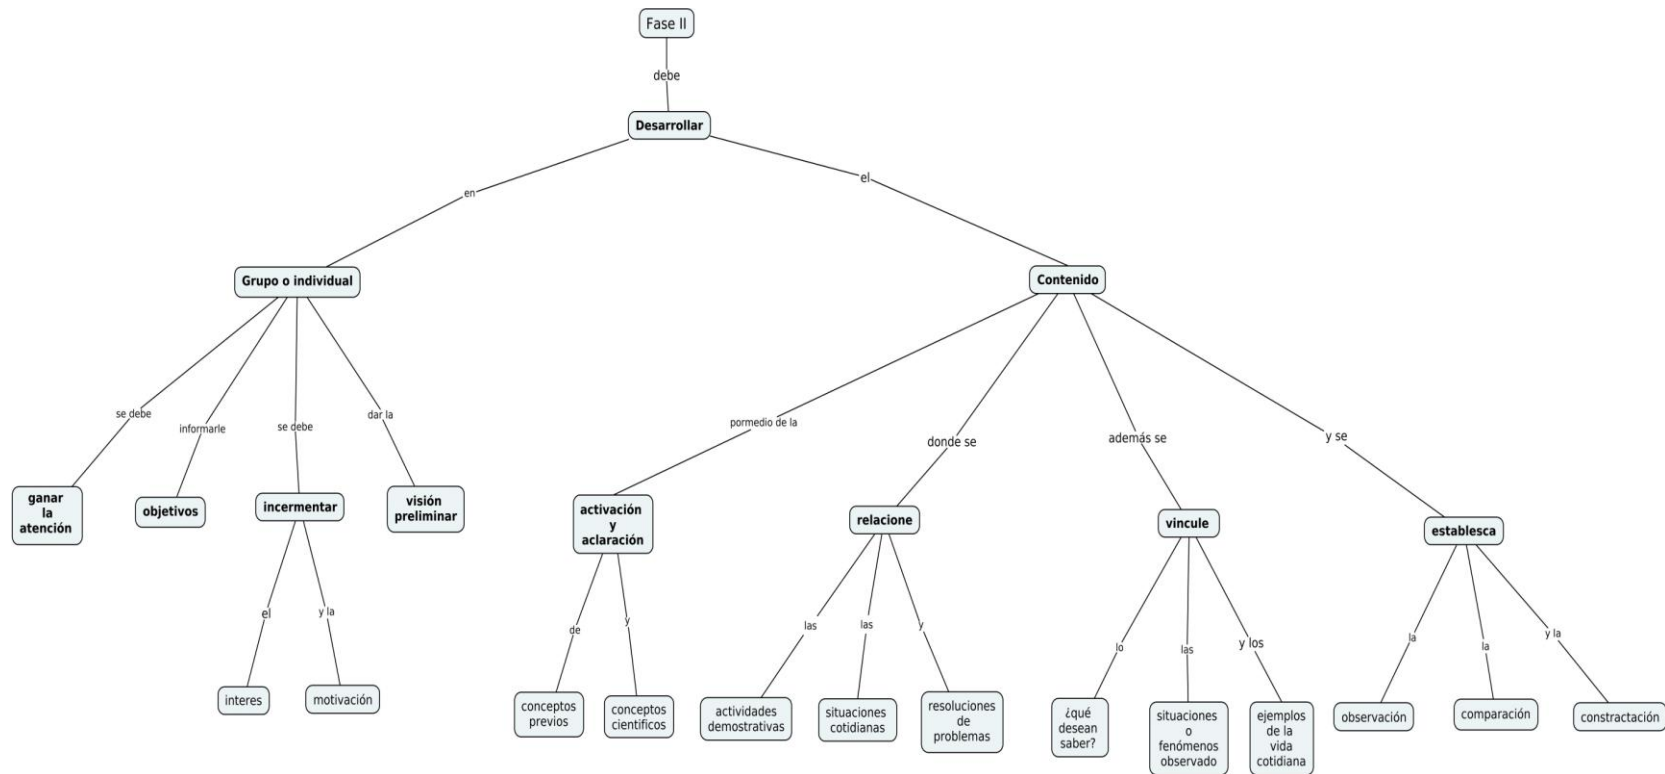 Fase II
debe
Desarrollar
en
el
Grupo o individual
Contenido
se debe
informarle
se debe
dar la
pormedio de la
donde se
además se
y se
ganar
la
atención
objetivos
incermentar
visión
preliminar
activación
y
aclaración
relacione
vincule
establesca
el
y la
de
y
las
las
y
lo
las
y los
la
la
y la
interes
motivación
conceptos
previos
conceptos
cientificos
actividades
demostrativas
situaciones
cotidianas
resoluciones
de
problemas
¿qué
desean
saber?
situaciones
o
fenómenos
observado
ejemplos
de la
vida
cotidiana
observación
comparación
constractación